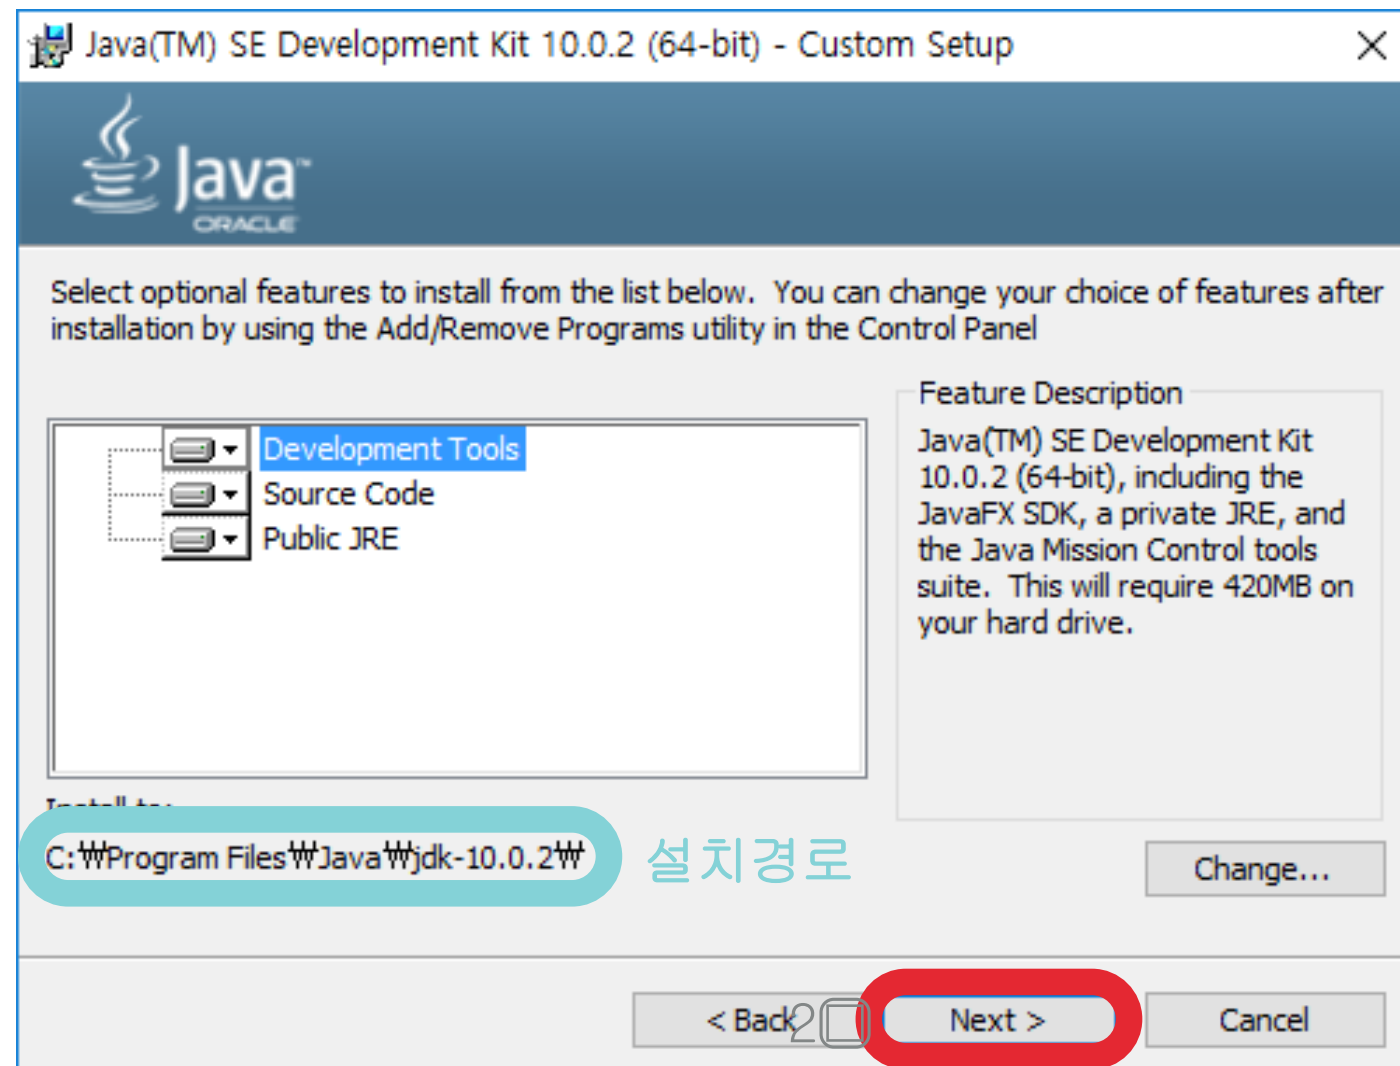 Java(TM) SE Development Kit 10.0.2 (64-bit) - Custom Setup
Java™
ORACLE
Select optional features to install from the list below.  You can change your choice of features after
installation by using the Add/Remove Programs utility in the Control Panel
Development Tools
Source Code
Public JRE
Feature Description
Java(TM) SE Development Kit
10.0.2 (64-bit), including the
JavaFX SDK, a private JRE, and
the Java Mission Control tools
suite.  This will require 420MB on
your hard drive.
Install to:
C:₩Program Files₩Java₩jdk-10.0.2₩
설치경로
Change...
< Back
2
Next >
Cancel